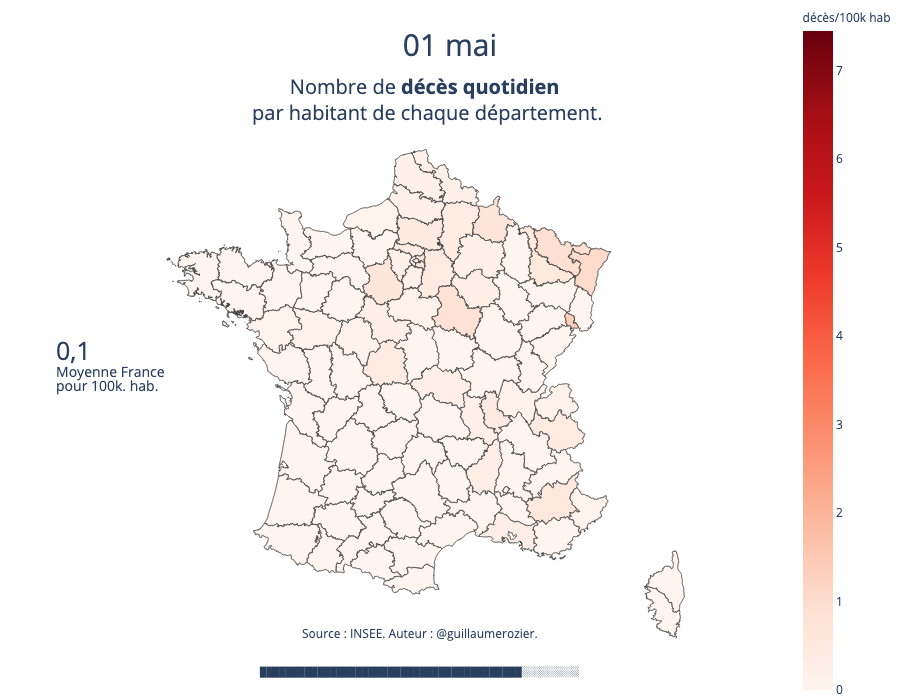 décès/100k hab
01 mai
Nombre de décès quotidien
par habitant de chaque département.
7
6
5
4
3
2
1
0
0,1
Moyenne France
pour 100k. hab.
Source : INSEE. Auteur : @guillaumerozier.